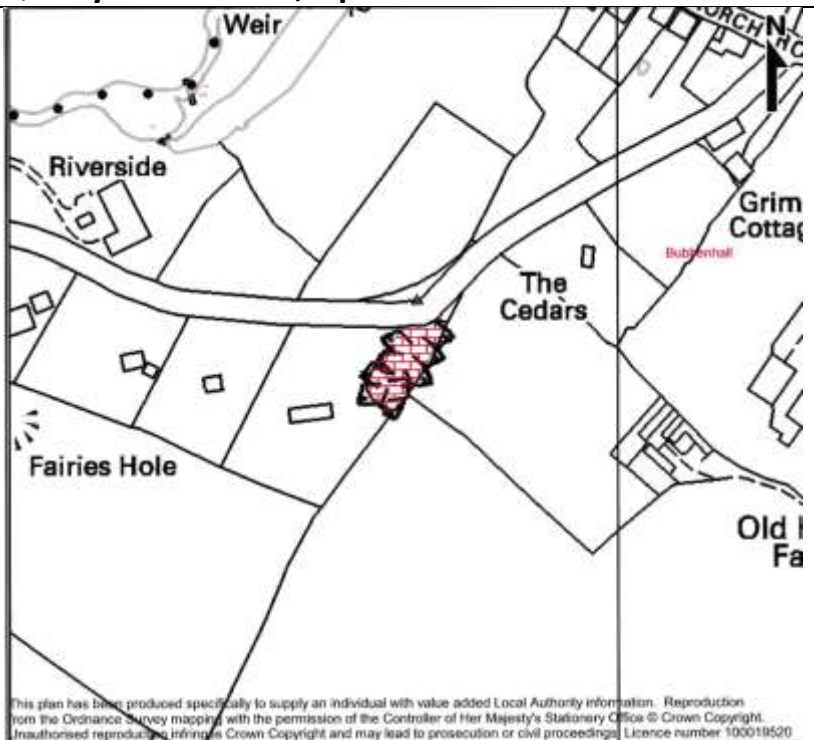 Weir
N
Riverside
Grim
Cottag
Bubbenhall
The
Cedars
Fairies Hole
Old
Fa
This plan has been produced specifically to supply an individual with value added Local Authority information. Reproduction
from the Ordnance Survey mapping with the permission of the Controller of Her Majesty's Stationery Office © Crown Copyright.
Unauthorised reproduction infringes Crown Copyright and may lead to prosecution or civil proceedings Licence number 100019520